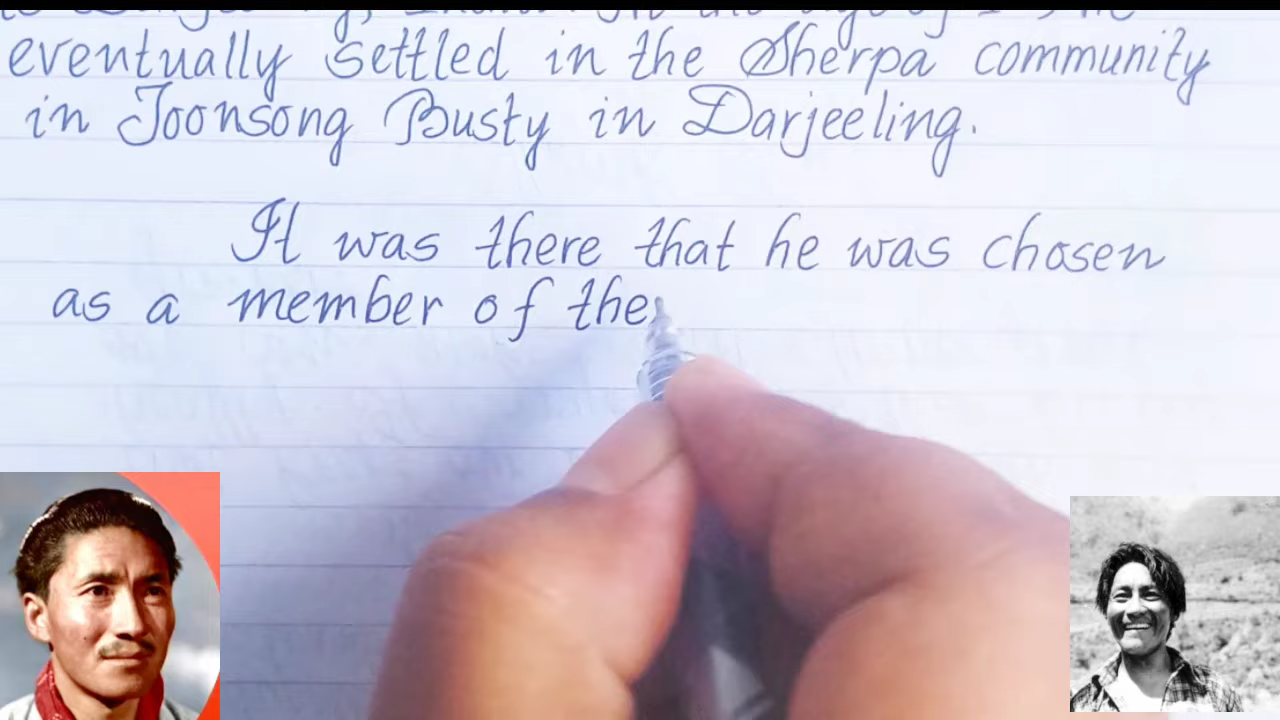 eventually settled in the Sherpa community
in Toonsong Busty in Darjeeling.
It was there that he was chosen
as a member of the